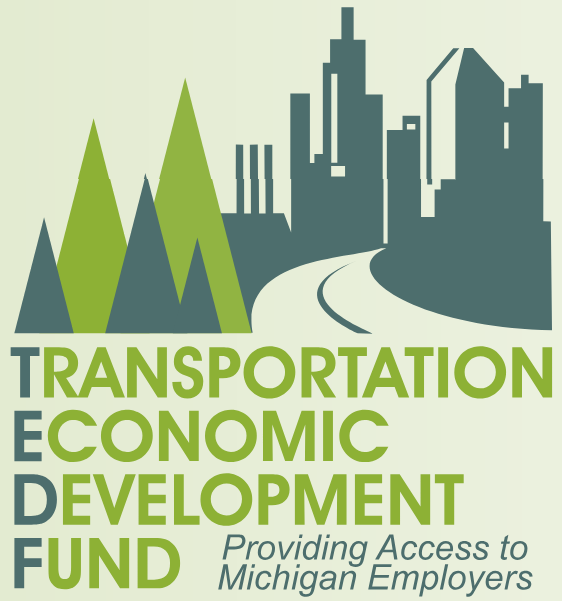 TRANSPORTATION
ECONOMIC
DEVELOPMENT
FUND
Providing Access to
Michigan Employers